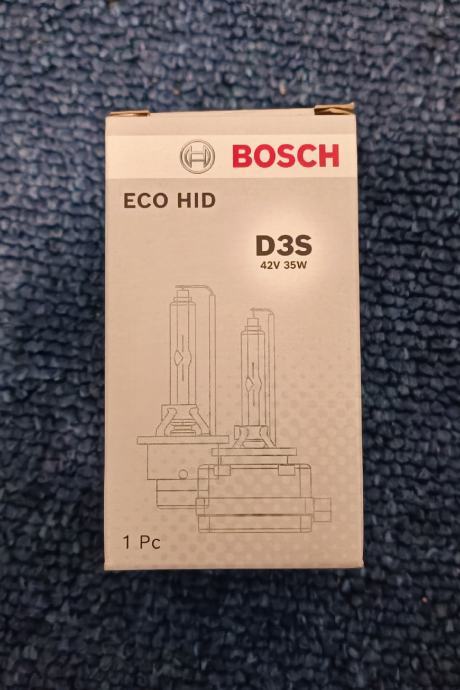 BOSCH
ECO HID
D3S
42V 35W
1 Pc